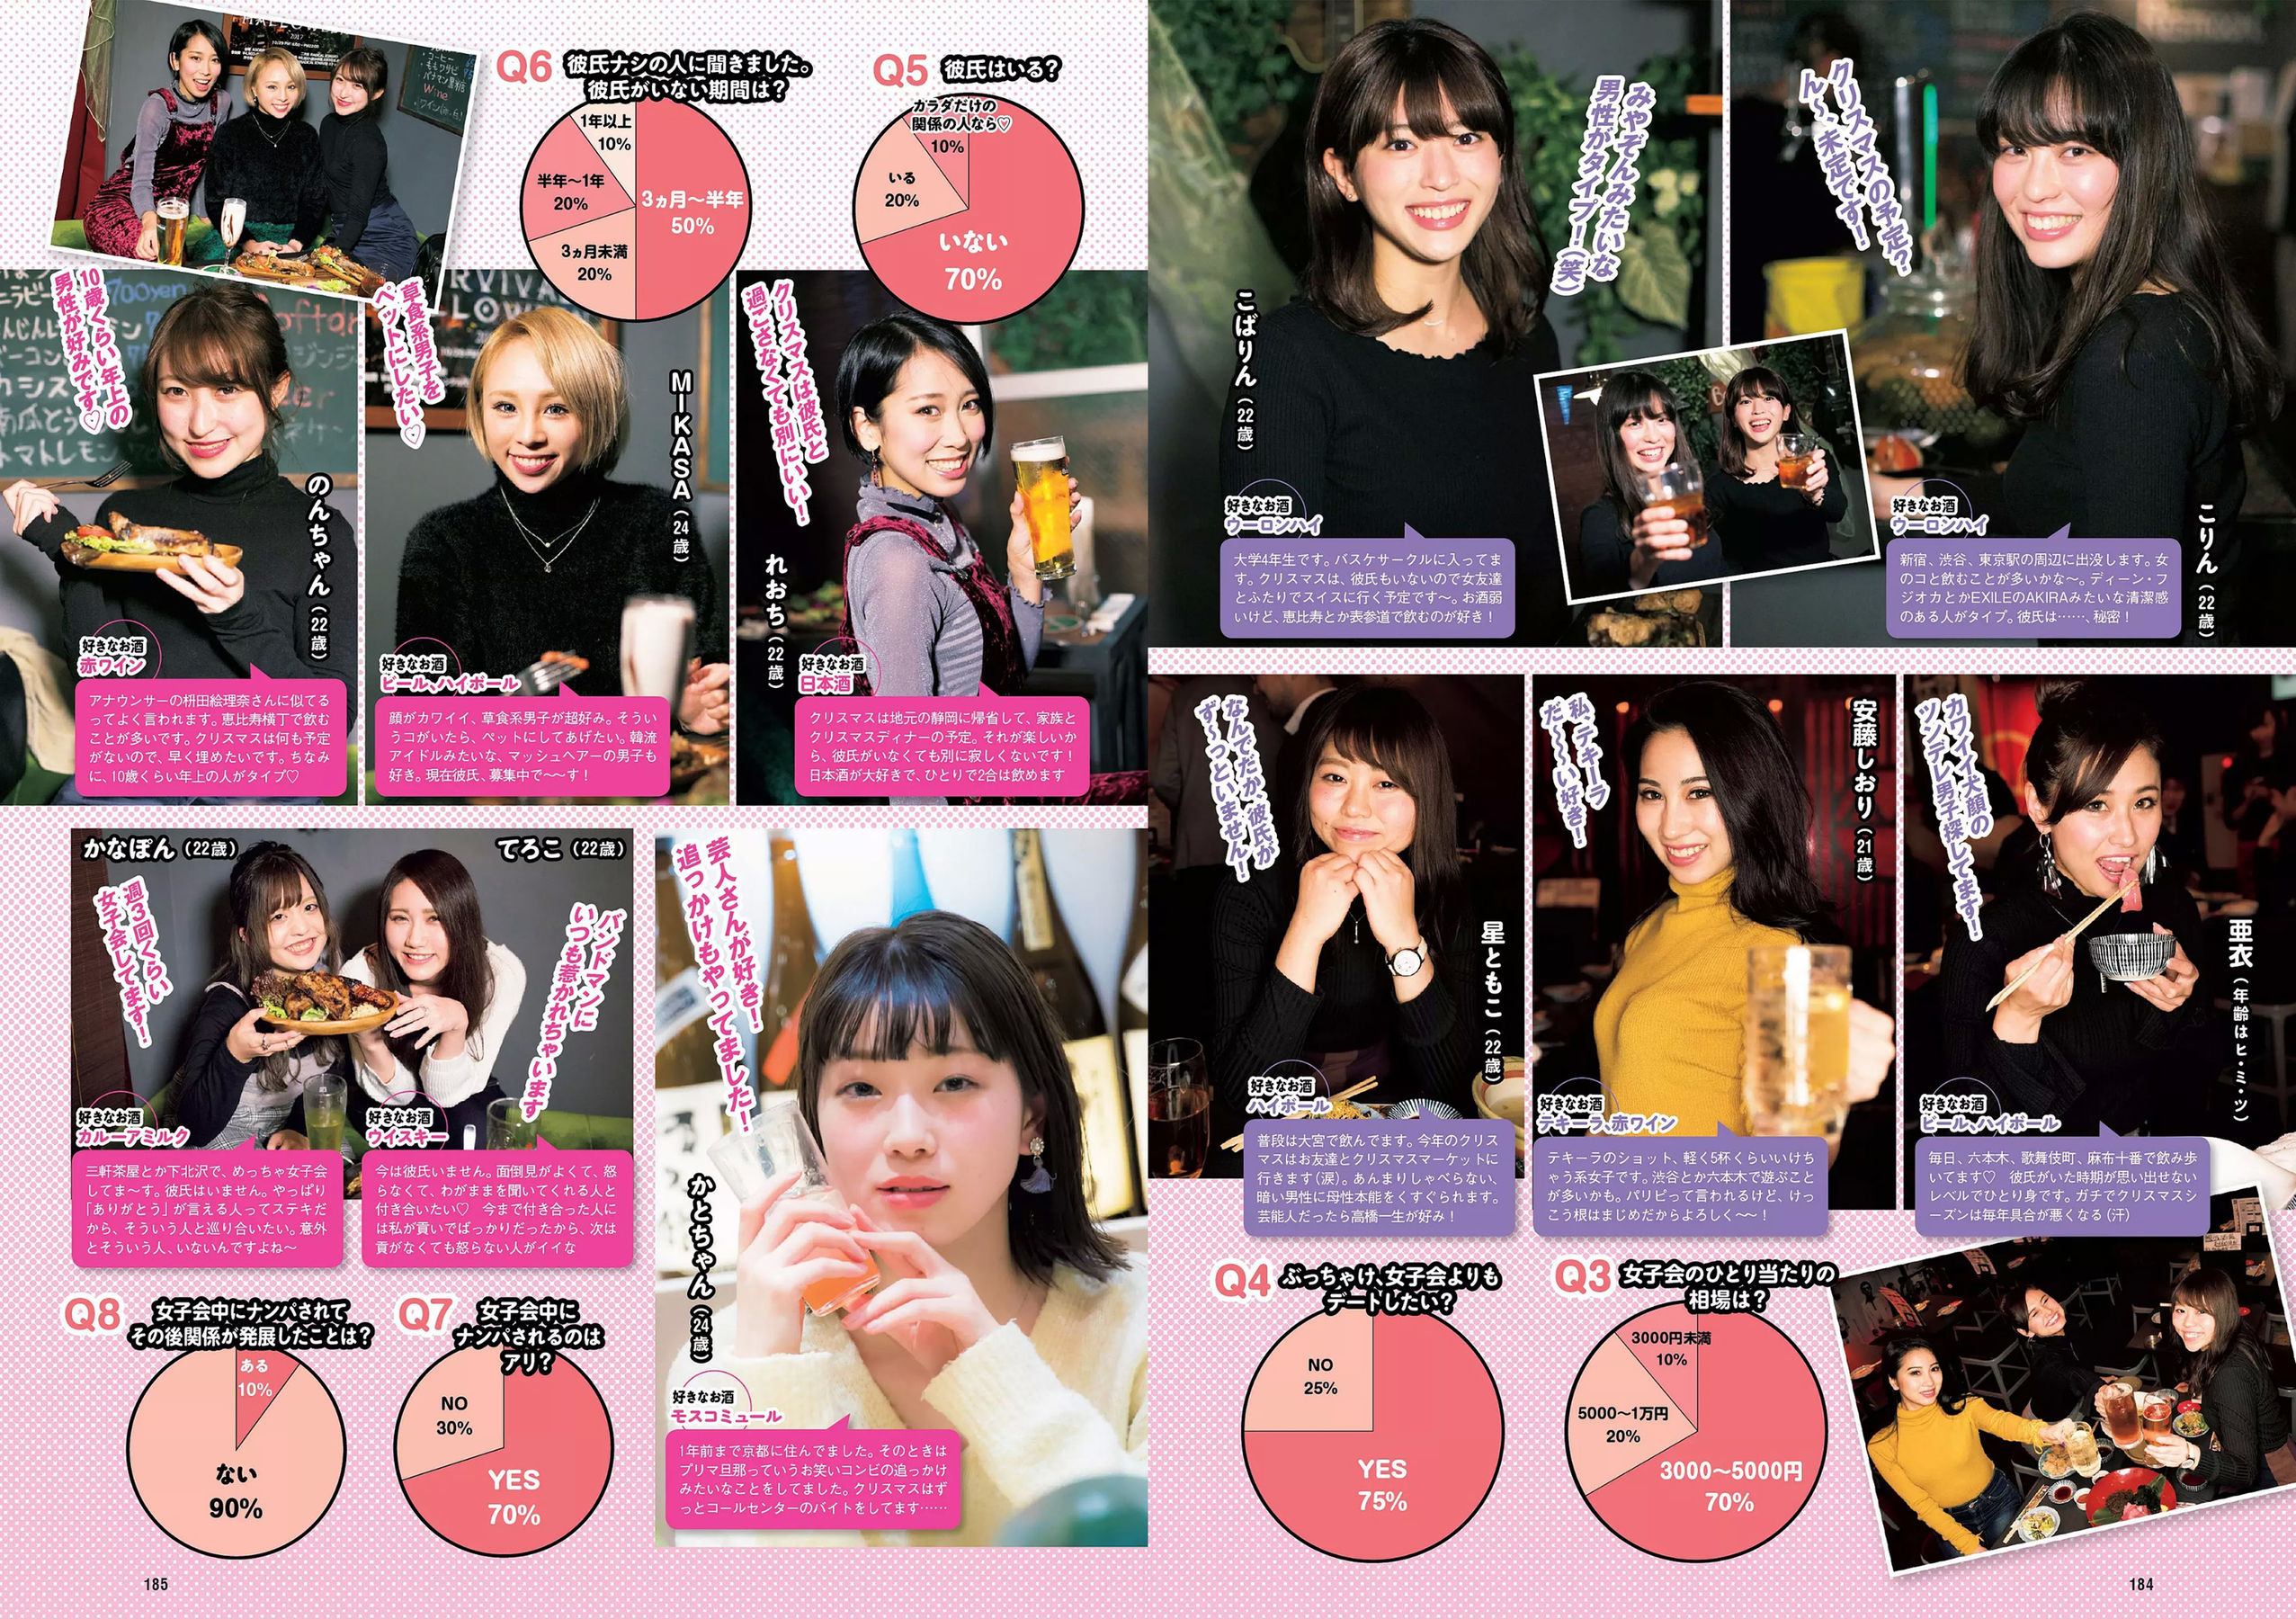 クリスマスの予定?
ん〜、未定です!
こりん(22歳)
好きなお酒
ウーロンハイ
新宿、渋谷、東京駅の周辺に出没します。女
のコと飲むことが多いかな〜。ディーン・フ
ジオカとかEXILEのAKIRAみたいな清潔感
のある人がタイプ。彼氏は……、秘密!
みやぞんみたいな
男性がタイプ!(笑)
こばりん(22歳)
好きなお酒
ウーロンハイ
大学4年生です。バスケサークルに入ってま
す。クリスマスは、彼氏もいないので女友達
とふたりでスイスに行く予定です〜。お酒弱
いけど、恵比寿とか表参道で飲むのが好き!
カワイイ犬顔の
ツンデレ男子探してます!
亜衣(年齢はヒ・ミ・ツ)
好きなお酒
ビール、ハイボール
毎日、六本木、歌舞伎町、麻布十番で飲み歩
いてます♡ 彼氏がいた時期が思い出せない
レベルでひとり身です。ガチでクリスマスシ
ーズンは毎年具合が悪くなる(汗)
私、テキーラ
だ〜〜い好き!
安藤しおり(21歳)
好きなお酒
テキーラ、赤ワイン
テキーラのショット、軽く5杯くらいいけち
ゃう系女子です。渋谷とか六本木で遊ぶこと
が多いかも。パリピって言われるけど、けっ
こう根はまじめだからよろしく〜〜!
なんでだか、彼氏が
ず〜っといません!
星ともこ(22歳)
好きなお酒
ハイボール
普段は大宮で飲んでます。今年のクリス
マスはお友達とクリスマスマーケットに
行きます(涙)。あんまりしゃべらない、
暗い男性に母性本能をくすぐられます。
芸能人だったら高橋一生が好み!
Q3 女子会のひとり当たりの
相場は?
3000円未満
10%
5000〜1万円
20%
3000〜5000円
70%
Q4 ぶっちゃけ、女子会よりも
デートしたい?
NO
25%
YES
75%
184
Q5 彼氏はいる?
カラダだけの
関係の人なら♡
10%
いる
20%
いない
70%
Q6 彼氏ナシの人に聞きました。
彼氏がいない期間は?
1年以上
10%
半年〜1年
20%
3ヵ月未満
20%
3ヵ月〜半年
50%
クリスマスは彼氏と
過ごさなくても別にいい!
れおち(22歳)
好きなお酒
日本酒
クリスマスは地元の静岡に帰省して、家族と
クリスマスディナーの予定。それが楽しいか
ら、彼氏がいなくても別に寂しくないです!
日本酒が大好きで、ひとりで2合は飲めます
草食系男子を
ペットにしたい♡
MIKASA(24歳)
好きなお酒
ビール、ハイボール
顔がカワイイ、草食系男子が超好み。そうい
うコがいたら、ペットにしてあげたい。韓流
アイドルみたいな、マッシュヘアーの男子も
好き。現在彼氏、募集中で〜〜す!
10歳くらい年上の
男性が好みです♡
のんちゃん(22歳)
好きなお酒
赤ワイン
アナウンサーの枡田絵理奈さんに似てる
ってよく言われます。恵比寿横丁で飲む
ことが多いです。クリスマスは何も予定
がないので、早く埋めたいです。ちなみ
に、10歳くらい年上の人がタイプ♡
芸人さんが好き!
追っかけもやってました!
かとちゃん(24歳)
好きなお酒
モスコミュール
1年前まで京都に住んでました。そのときは
プリマ旦那っていうお笑いコンビの追っかけ
みたいなことをしてました。クリスマスはず
っとコールセンターのバイトをしてます……
てろこ(22歳)
バンドマンに
いつも惹かれちゃいます
好きなお酒
ウイスキー
今は彼氏いません。面倒見がよくて、怒
らなくて、わがままを聞いてくれる人と
付き合いたい♡ 今まで付き合った人に
は私が貢いでばっかりだったから、次は
貢がなくても怒らない人がイイな
かなぽん(22歳)
週3回くらい
女子会してます!
好きなお酒
カルーアミルク
三軒茶屋とか下北沢で、めっちゃ女子会
してま〜す。彼氏はいません。やっぱり
「ありがとう」が言える人ってステキだ
から、そういう人と巡り合いたい。意外
とそういう人、いないんですよね〜
Q7 女子会中に
ナンパされるのは
アリ?
NO
30%
YES
70%
Q8 女子会中にナンパされて
その後関係が発展したことは?
ある
10%
ない
90%
185